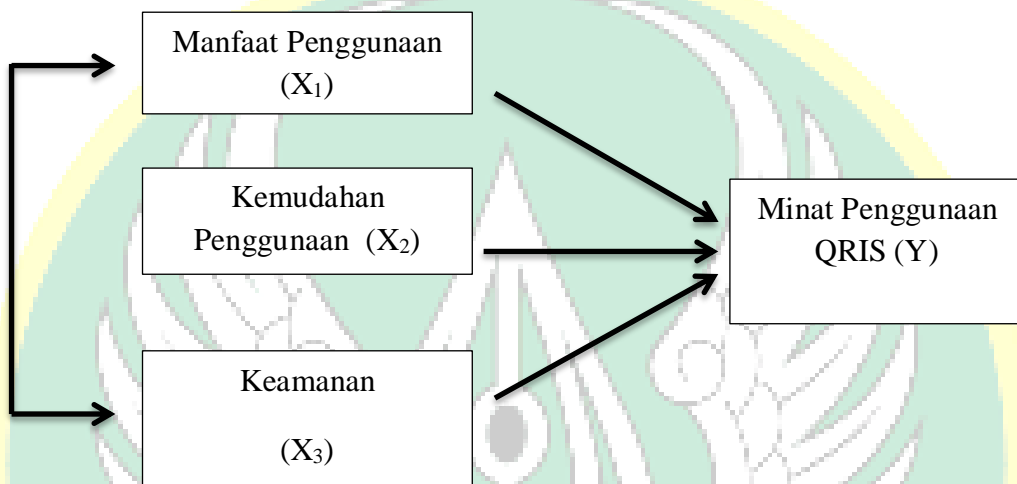 Manfaat Penggunaan
(X₁)
Kemudahan
Penggunaan (X₂)
Keamanan
(X₃)
Minat Penggunaan
QRIS (Y)